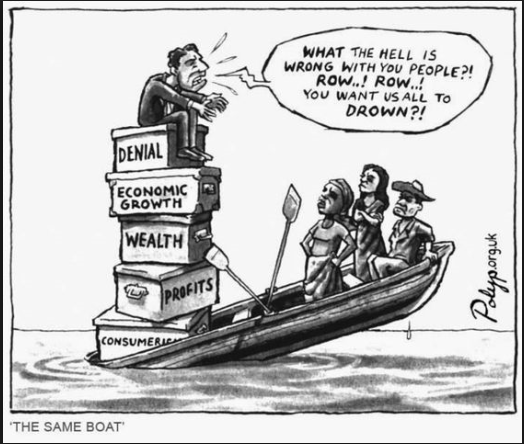 WHAT THE HELL IS
WRONG WITH YOU PEOPLE?!
ROW..! ROW..!
YOU WANT US ALL TO
DROWN?!
DENIAL
ECONOMIC
GROWTH
WEALTH
PROFITS
CONSUMERISM
Polyp.org.uk
'THE SAME BOAT'